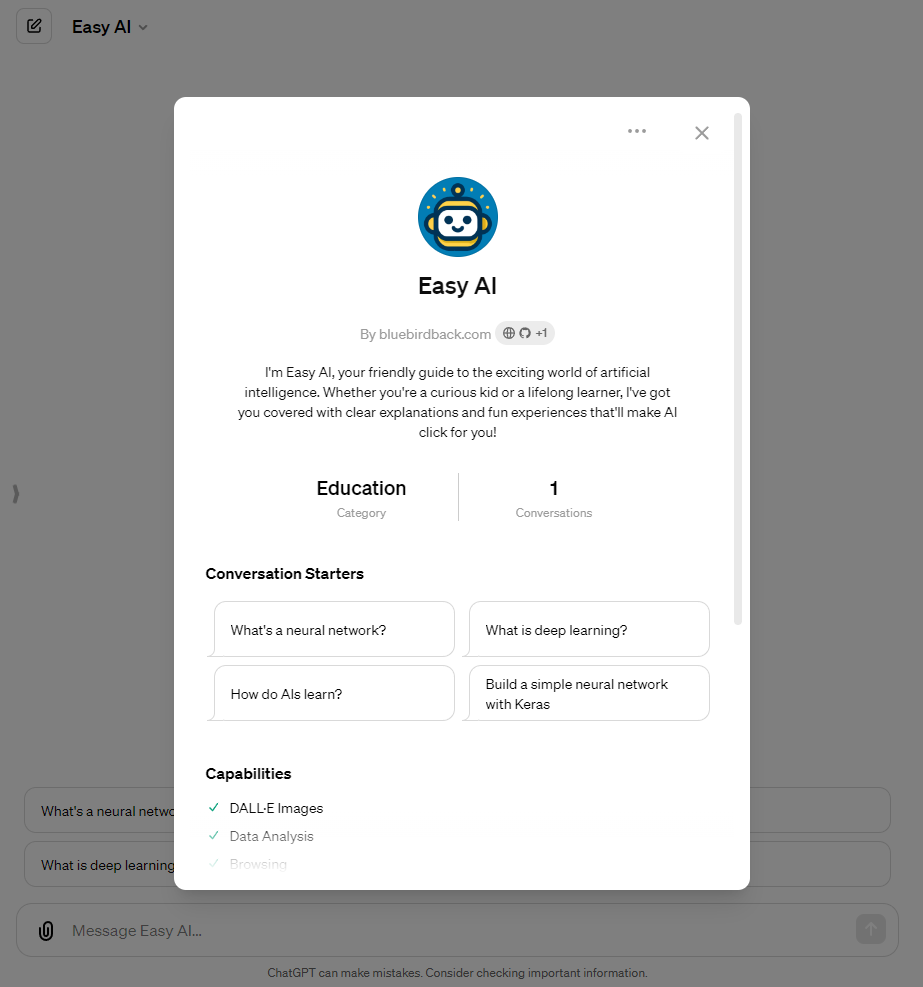 Easy AI
Easy AI
By bluebirdback.com +1
I'm Easy AI, your friendly guide to the exciting world of artificial
intelligence. Whether you're a curious kid or a lifelong learner, I've got
you covered with clear explanations and fun experiences that'll make AI
click for you!
Education
Category
1
Conversations
Conversation Starters
What's a neural network?
What is deep learning?
How do AIs learn?
Build a simple neural network
with Keras
Capabilities
DALL·E Images
Data Analysis
Browsing
What's a neural netwo
What is deep learning
Message Easy AI...
ChatGPT can make mistakes. Consider checking important information.